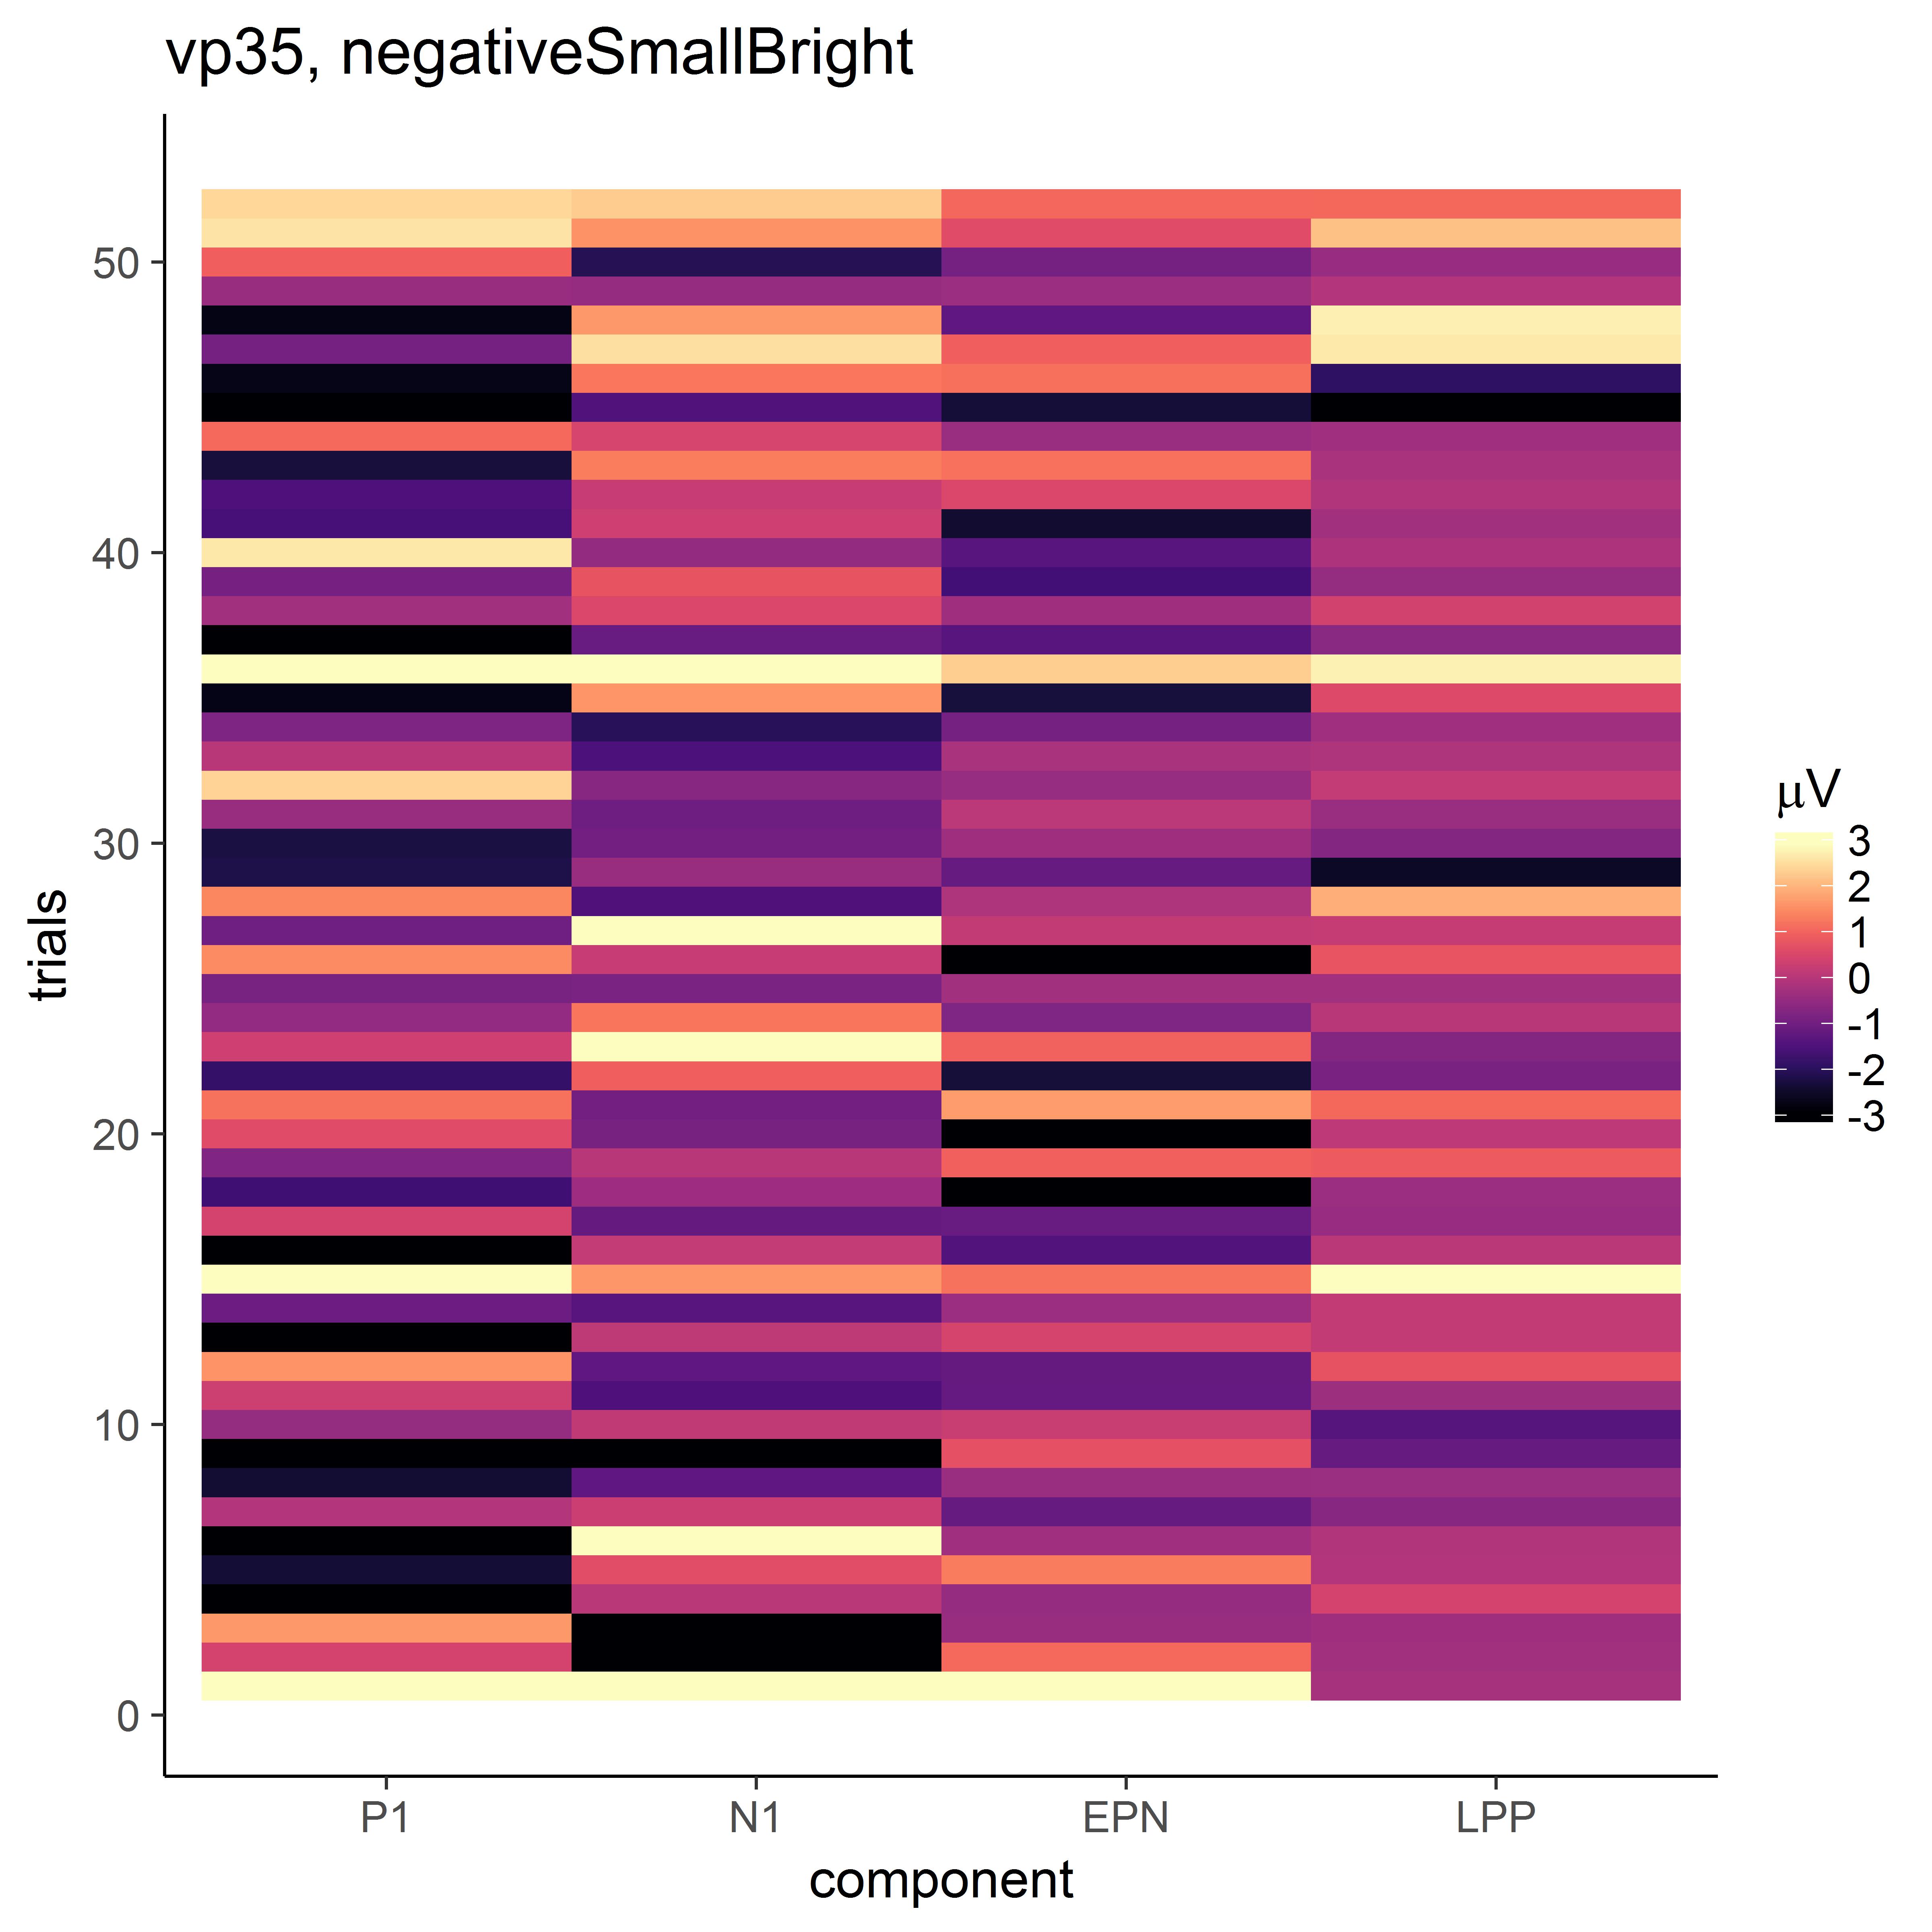 vp35, negativeSmallBright
trials
50
40
30
20
10
0
P1 N1 EPN LPP
component
μV
3
2
1
0
-1
-2
-3